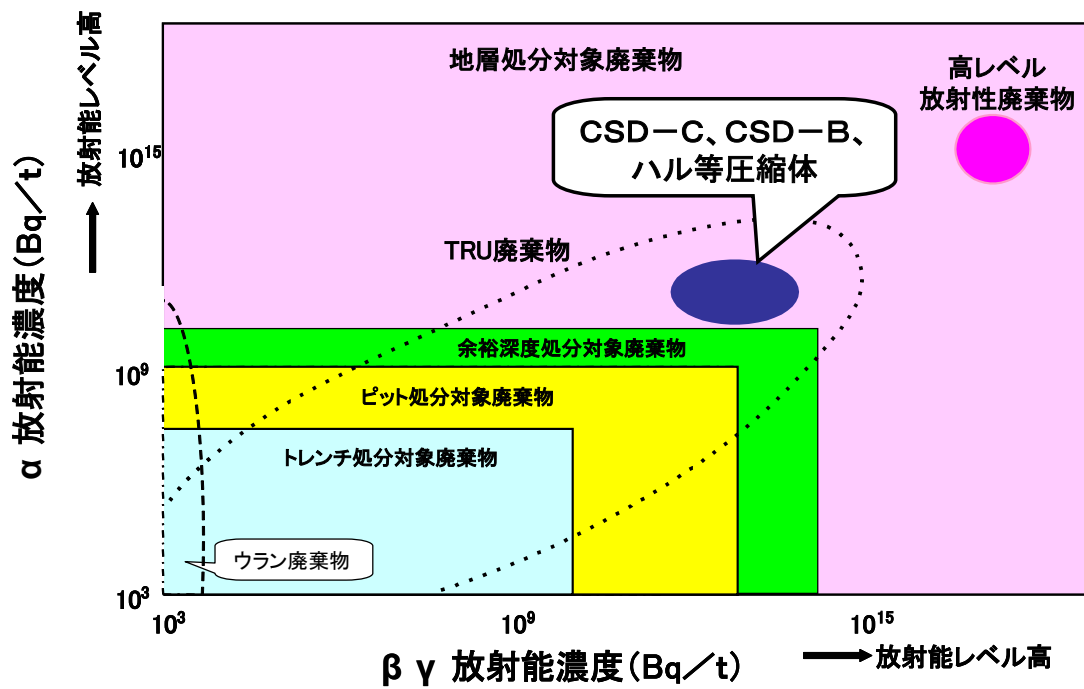 地層処分対象廃棄物
高レベル
放射性廃棄物
CSD－C、CSD－B、
ハル等圧縮体
TRU廃棄物
余裕深度処分対象廃棄物
ピット処分対象廃棄物
トレンチ処分対象廃棄物
ウラン廃棄物
α 放射能濃度（Bq／t）
放射能レベル高
10¹⁵
10⁹
10³
10³
10⁹
10¹⁵
β γ 放射能濃度（Bq／t）
放射能レベル高